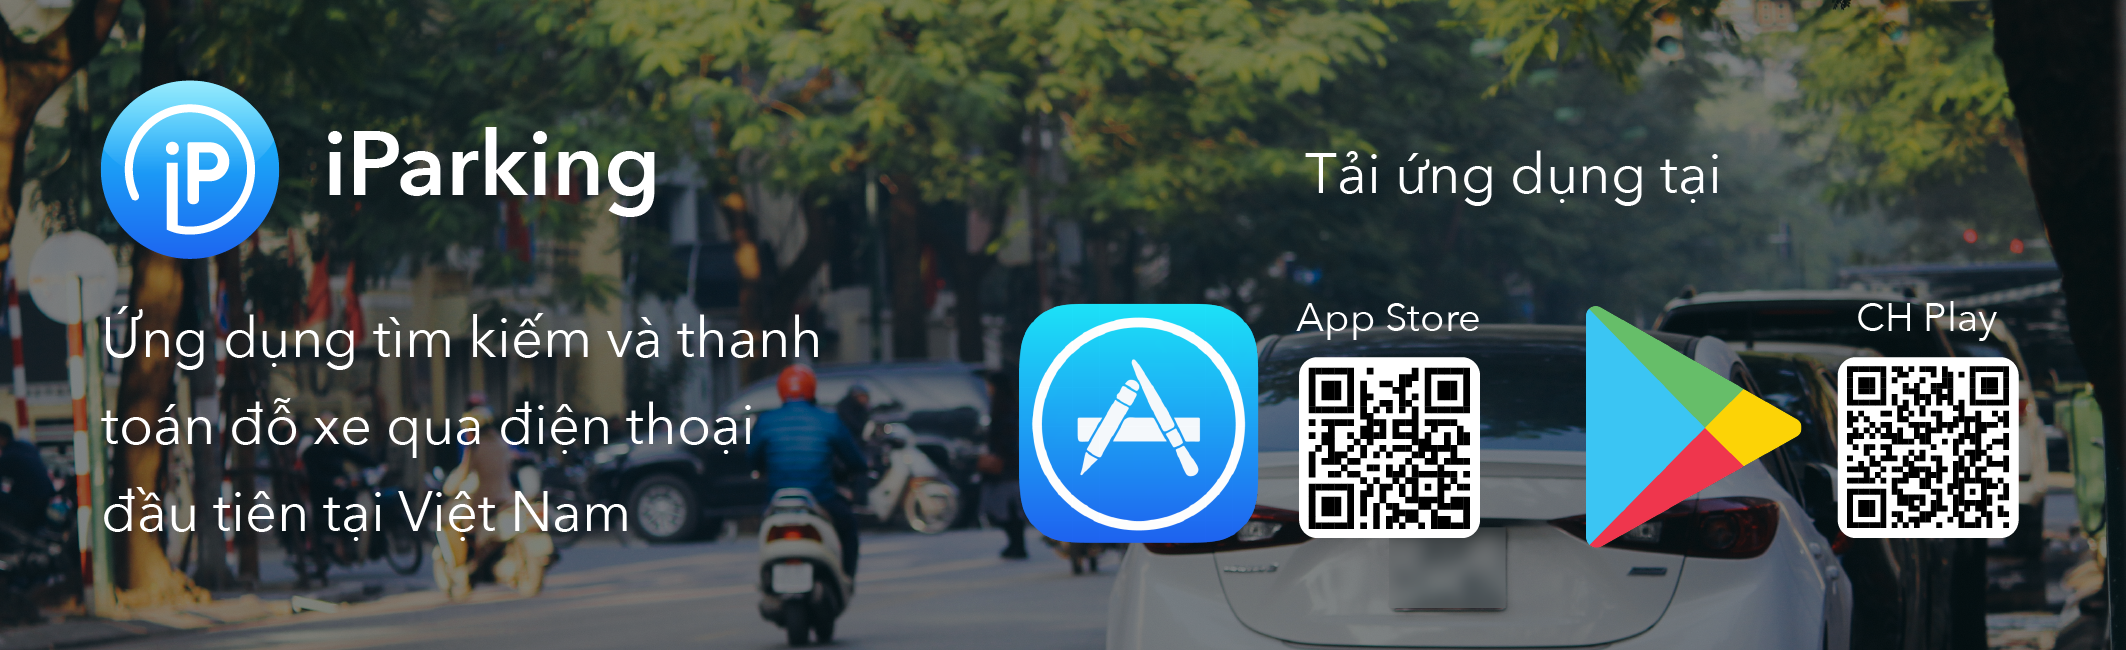 iP
iParking
Ứng dụng tìm kiếm và thanh
toán đỗ xe qua điện thoại
đầu tiên tại Việt Nam
Tải ứng dụng tại
App Store
CH Play